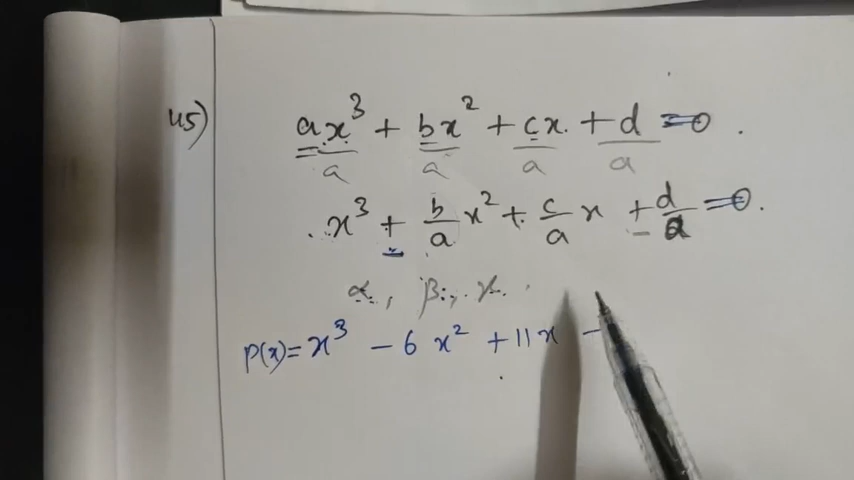 45) ax³ + bx² + cx + d = 0.
a a a a
x³ + b/a x² + c/a x + d/a = 0.
α, β, γ.
P(x) = x³ - 6x² + 11x -